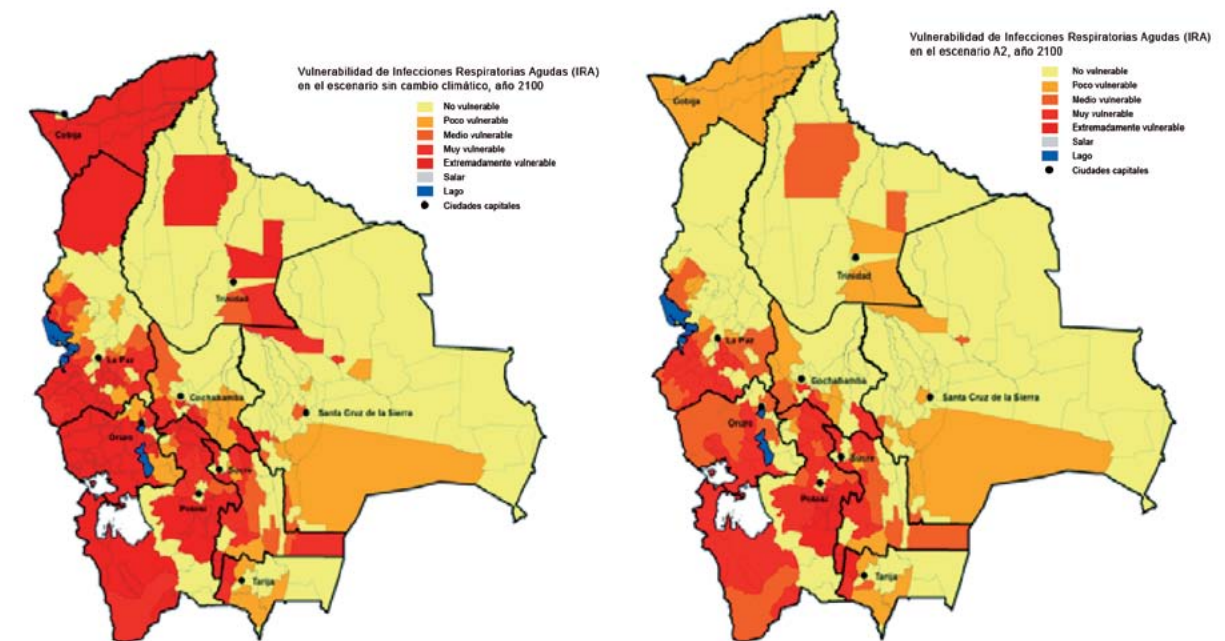 Vulnerabilidad de Infecciones Respiratorias Agudas (IRA)
en el escenario sin cambio climático, año 2100
No vulnerable
Poco vulnerable
Medio vulnerable
Muy vulnerable
Extremadamente vulnerable
Salar
Lago
Ciudades capitales
Cobija
Trinidad
La Paz
Cochabamba
Santa Cruz de la Sierra
Oruro
Sucre
Potosí
Tarija
Vulnerabilidad de Infecciones Respiratorias Agudas (IRA)
en el escenario A2, año 2100
No vulnerable
Poco vulnerable
Medio vulnerable
Muy vulnerable
Extremadamente vulnerable
Salar
Lago
Ciudades capitales
Cobija
Trinidad
La Paz
Cochabamba
Santa Cruz de la Sierra
Oruro
Sucre
Potosí
Tarija